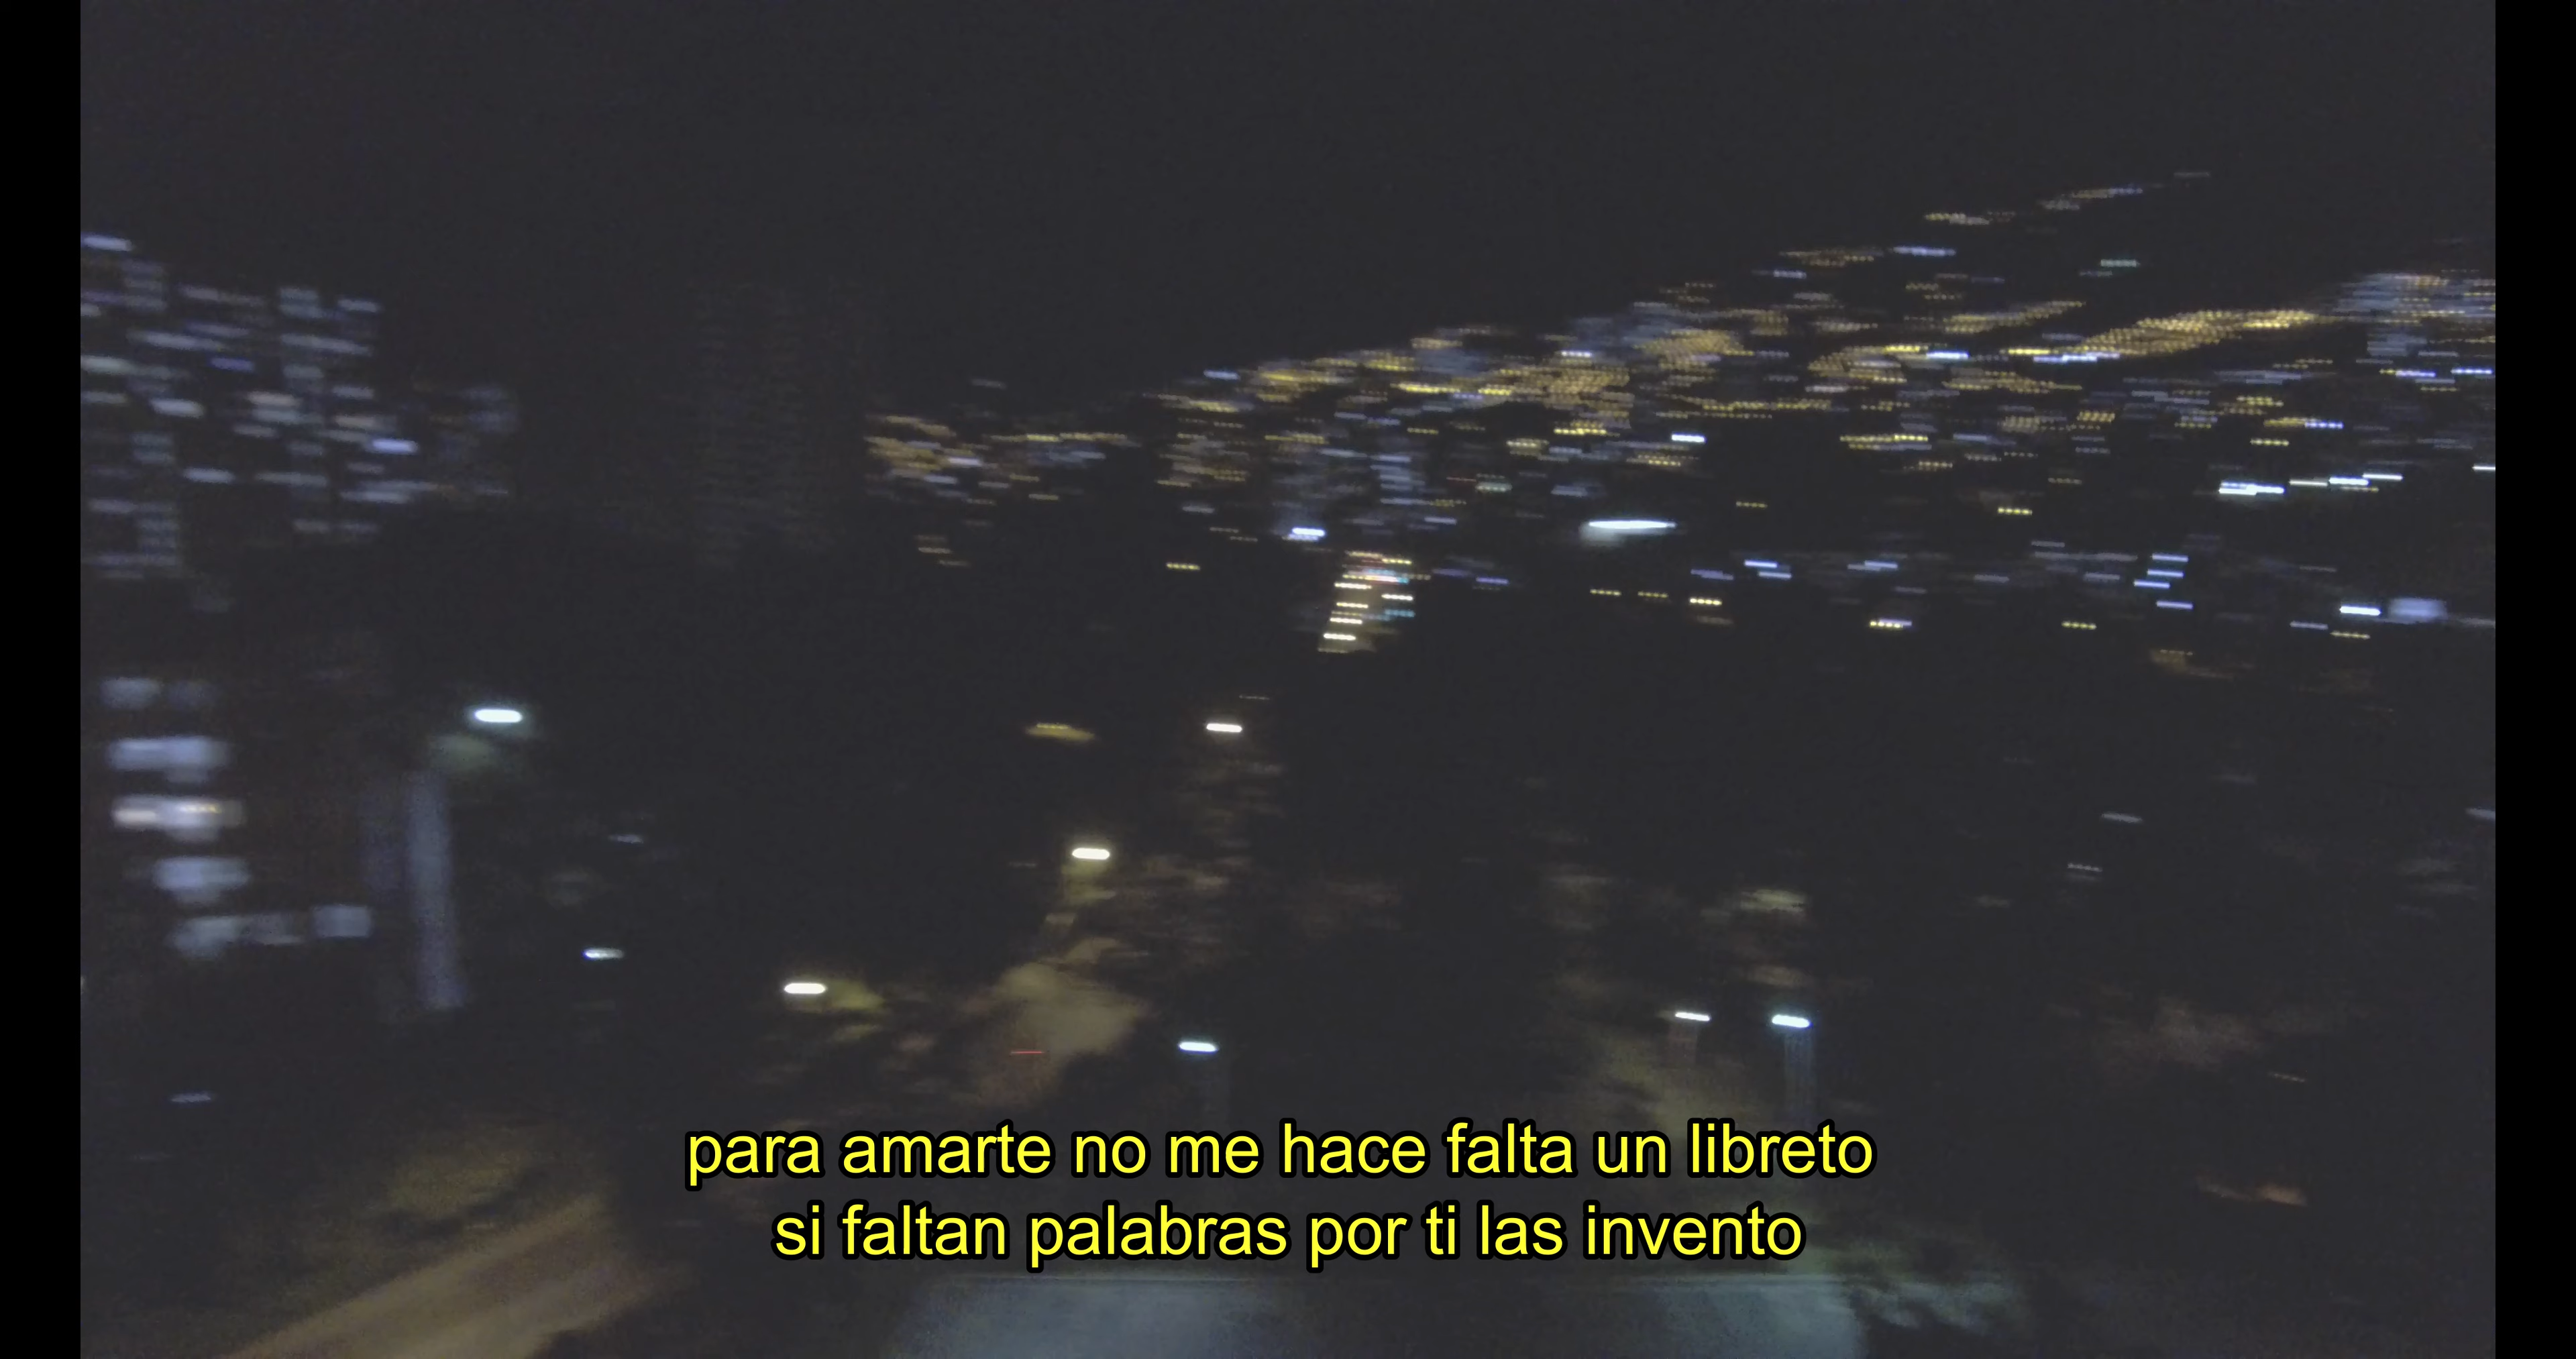 para amarte no me hace falta un libreto
si faltan palabras por ti las invento